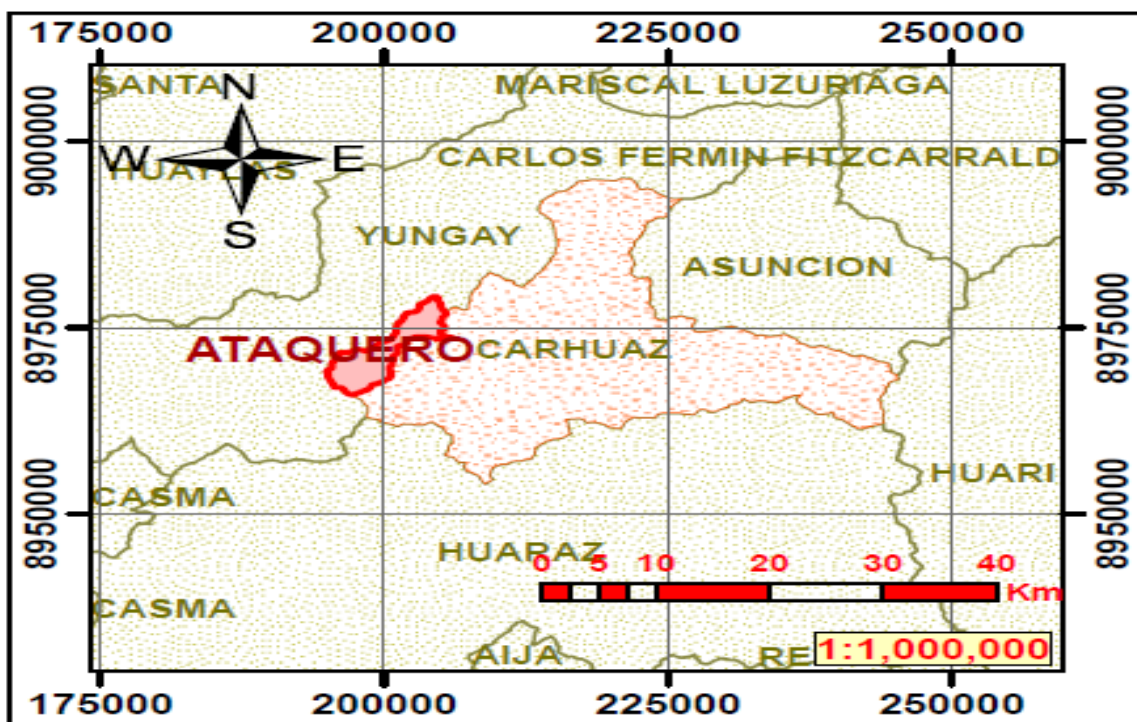 175000 200000 225000 250000
SANTA N MARISCAL LUZURIAGA
9000000 W E CARLOS FERMIN FITZCARRALD 9000000
HUAYLAS
S YUNGAY
ASUNCION
8975000 8975000
ATAQUERO CARHUAZ
HUARI
CASMA
8950000 8950000
HUARAZ
0 5 10 20 30 40
Km
CASMA
AIJA RE 1:1,000,000
175000 200000 225000 250000